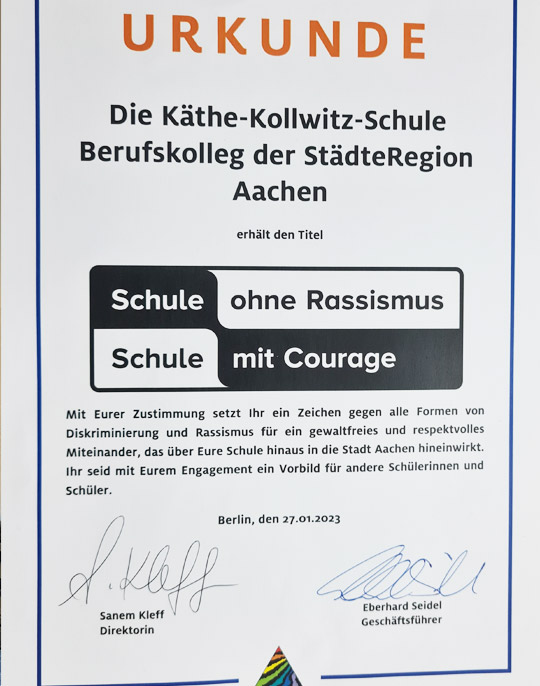 URKUNDE
Die Käthe-Kollwitz-Schule
Berufskolleg der StädteRegion
Aachen
erhält den Titel
Schule ohne Rassismus
Schule mit Courage
Mit Eurer Zustimmung setzt Ihr ein Zeichen gegen alle Formen von
Diskriminierung und Rassismus für ein gewaltfreies und respektvolles
Miteinander, das über Eure Schule hinaus in die Stadt Aachen hineinwirkt.
Ihr seid mit Eurem Engagement ein Vorbild für andere Schülerinnen und
Schüler.
Berlin, den 27.01.2023
S. Kleff
Sanem Kleff
Direktorin
Eberhard Seidel
Geschäftsführer